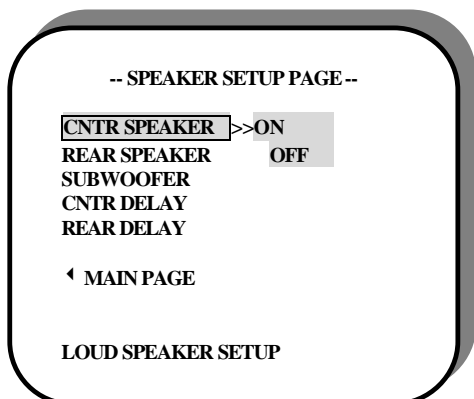 -- SPEAKER SETUP PAGE --
CNTR SPEAKER >>ON
REAR SPEAKER OFF
SUBWOOFER
CNTR DELAY
REAR DELAY
MAIN PAGE
LOUD SPEAKER SETUP